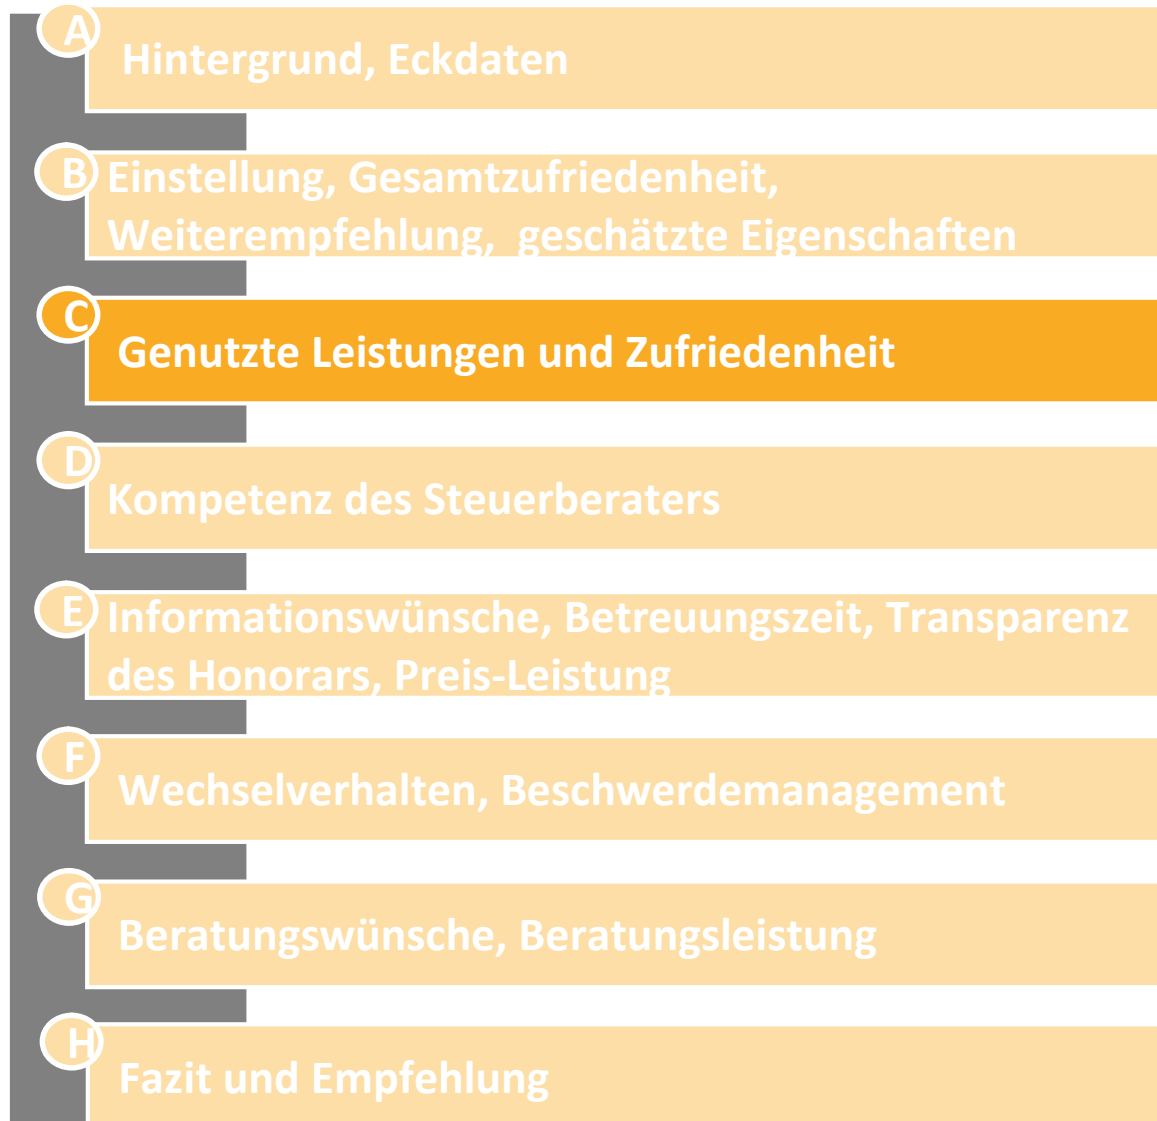 A
Hintergrund, Eckdaten
B
Einstellung, Gesamtzufriedenheit,
Weiterempfehlung, geschätzte Eigenschaften
C
Genutzte Leistungen und Zufriedenheit
D
Kompetenz des Steuerberaters
E
Informationswünsche, Betreuungszeit, Transparenz
des Honorars, Preis-Leistung
F
Wechselverhalten, Beschwerdemanagement
G
Beratungswünsche, Beratungsleistung
H
Fazit und Empfehlung